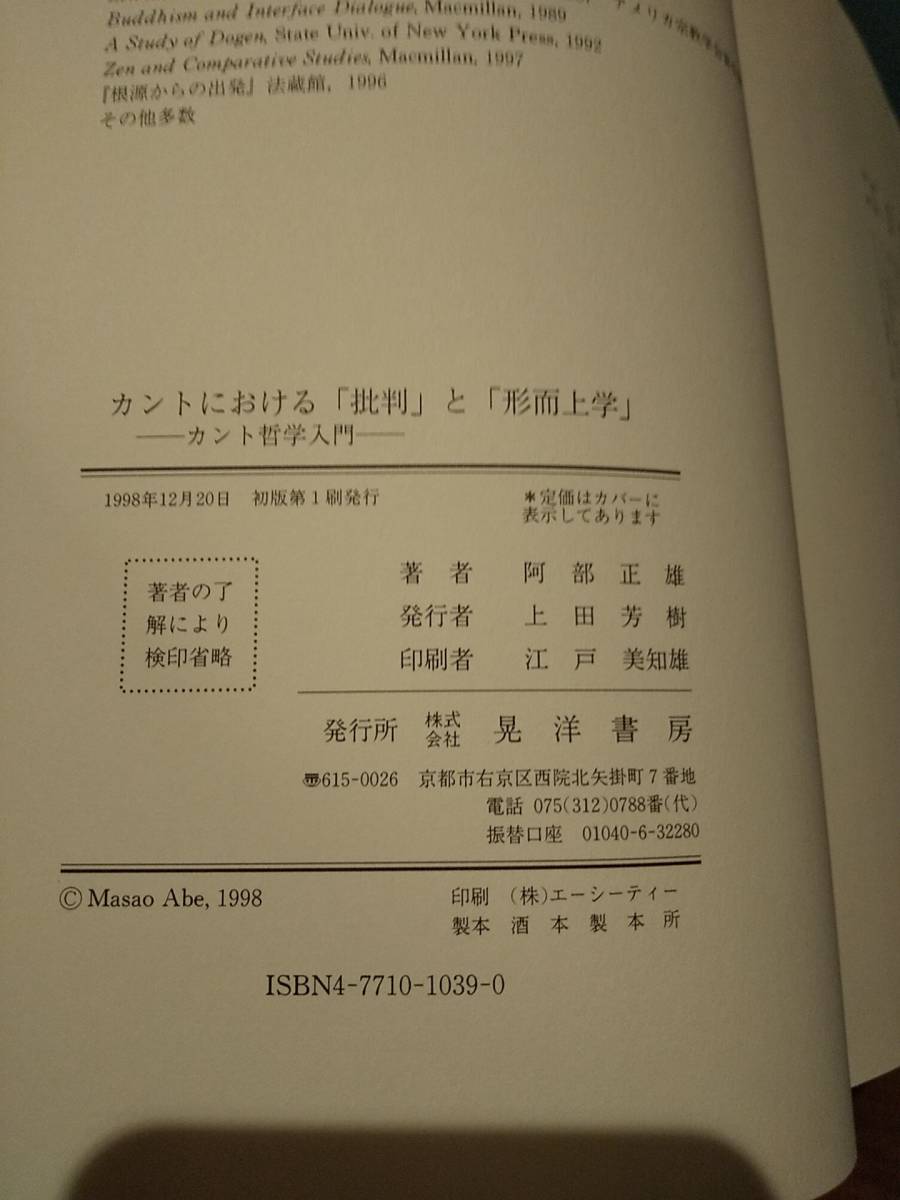 Buddhism and Interface Dialogue, Macmillan, 1989
A Study of Dogen, State Univ. of New York Press, 1992
Zen and Comparative Studies, Macmillan, 1997
『根源からの出発』法蔵館, 1996
その他多数
カントにおける「批判」と「形而上学」
――カント哲学入門――
1998年12月20日 初版第1刷発行
*定価はカバーに
表示してあります
著者の了
解により
検印省略
著者 阿部正雄
発行者 上田芳樹
印刷者 江戸美知雄
発行所 株式会社 晃洋書房
〠615-0026 京都市右京区西院北矢掛町7番地
電話 075(312)0788番(代)
振替口座 01040-6-32280
© Masao Abe, 1998
印刷 (株)エーシーティー
製本 酒本製本所
ISBN4-7710-1039-0